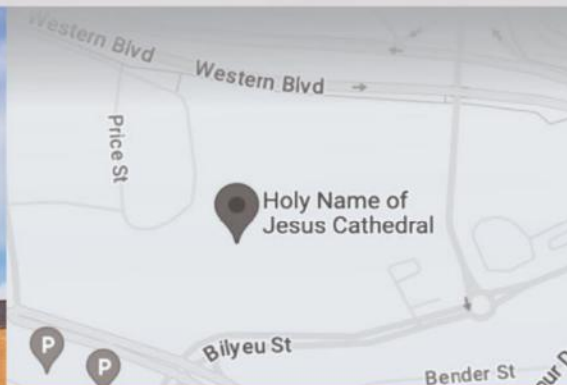 Western Blvd
Western Blvd
Price St
Holy Name of
Jesus Cathedral
Bilyeu St
P
P
Bender St